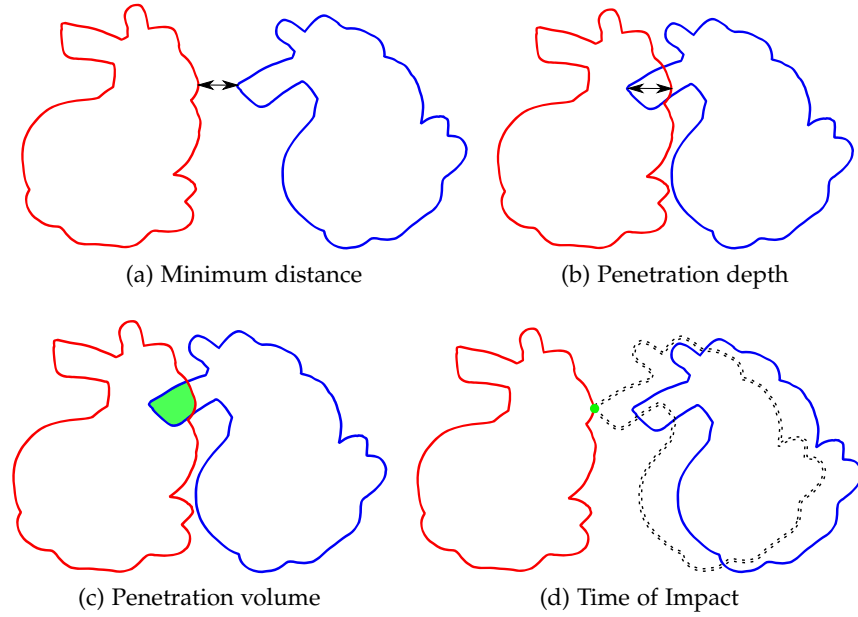 (a) Minimum distance
(b) Penetration depth
(c) Penetration volume
(d) Time of Impact